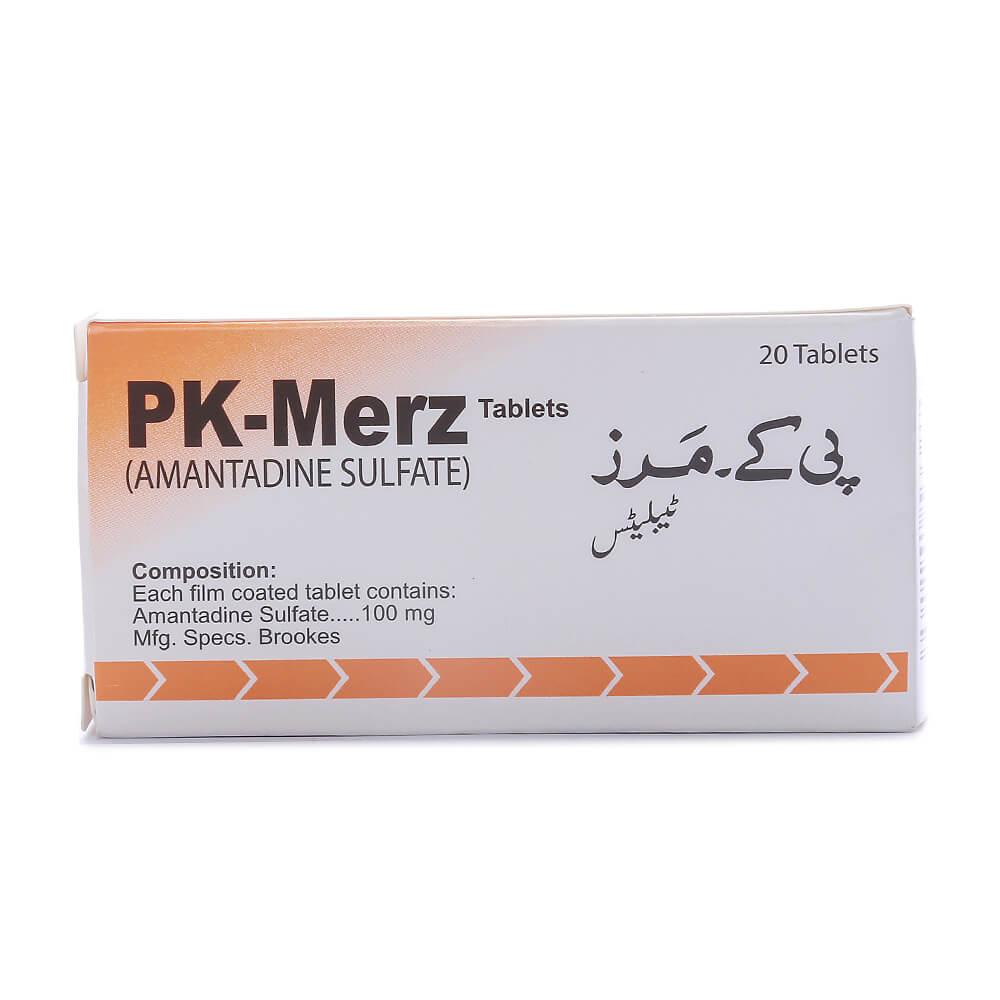 20 Tablets
PK-Merz Tablets
(AMANTADINE SULFATE)
پی کے۔مَرز
ٹیبلیٹس
Composition:
Each film coated tablet contains:
Amantadine Sulfate.....100 mg
Mfg. Specs. Brookes